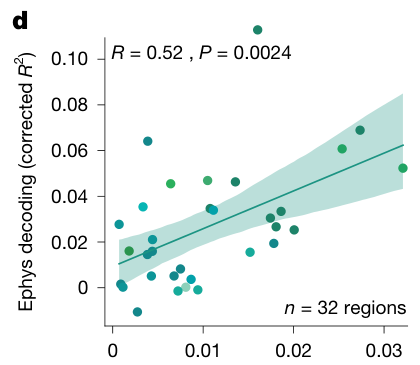 d
R = 0.52 , P = 0.0024
Ephys decoding (corrected R²)
0.10
0.08
0.06
0.04
0.02
0
n = 32 regions
0 0.01 0.02 0.03